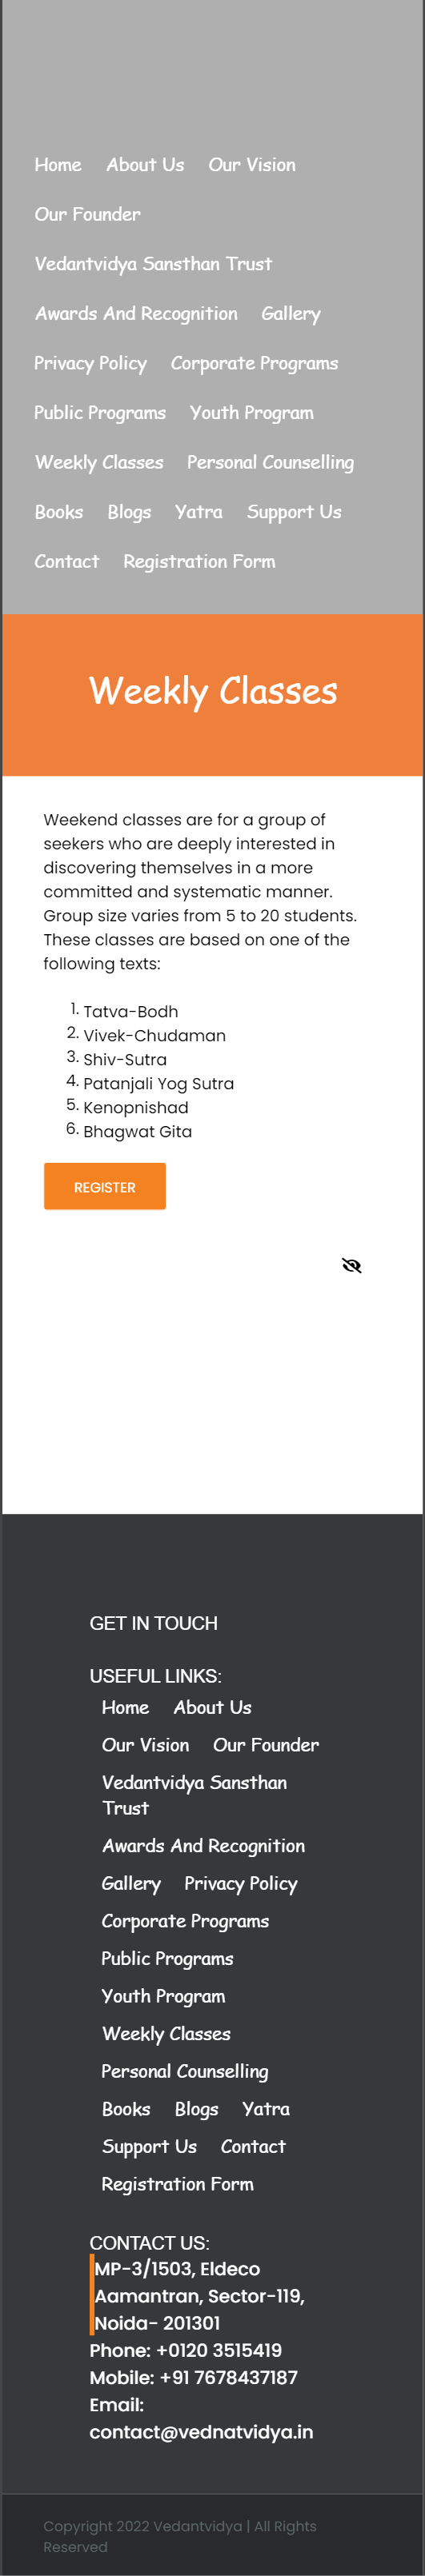 Home About Us Our Vision
Our Founder
Vedantvidya Sansthan Trust
Awards And Recognition Gallery
Privacy Policy Corporate Programs
Public Programs Youth Program
Weekly Classes Personal Counselling
Books Blogs Yatra Support Us
Contact Registration Form
Weekly Classes
Weekend classes are for a group of
seekers who are deeply interested in
discovering themselves in a more
committed and systematic manner.
Group size varies from 5 to 20 students.
These classes are based on one of the
following texts:
1. Tatva-Bodh
2. Vivek-Chudaman
3. Shiv-Sutra
4. Patanjali Yog Sutra
5. Kenopnishad
6. Bhagwat Gita
REGISTER
GET IN TOUCH
USEFUL LINKS:
Home About Us
Our Vision Our Founder
Vedantvidya Sansthan
Trust
Awards And Recognition
Gallery Privacy Policy
Corporate Programs
Public Programs
Youth Program
Weekly Classes
Personal Counselling
Books Blogs Yatra
Support Us Contact
Registration Form
CONTACT US:
MP-3/1503, Eldeco
Aamantran, Sector-119,
Noida- 201301
Phone: +0120 3515419
Mobile: +91 7678437187
Email:
contact@vednatvidya.in
Copyright 2022 Vedantvidya | All Rights
Reserved